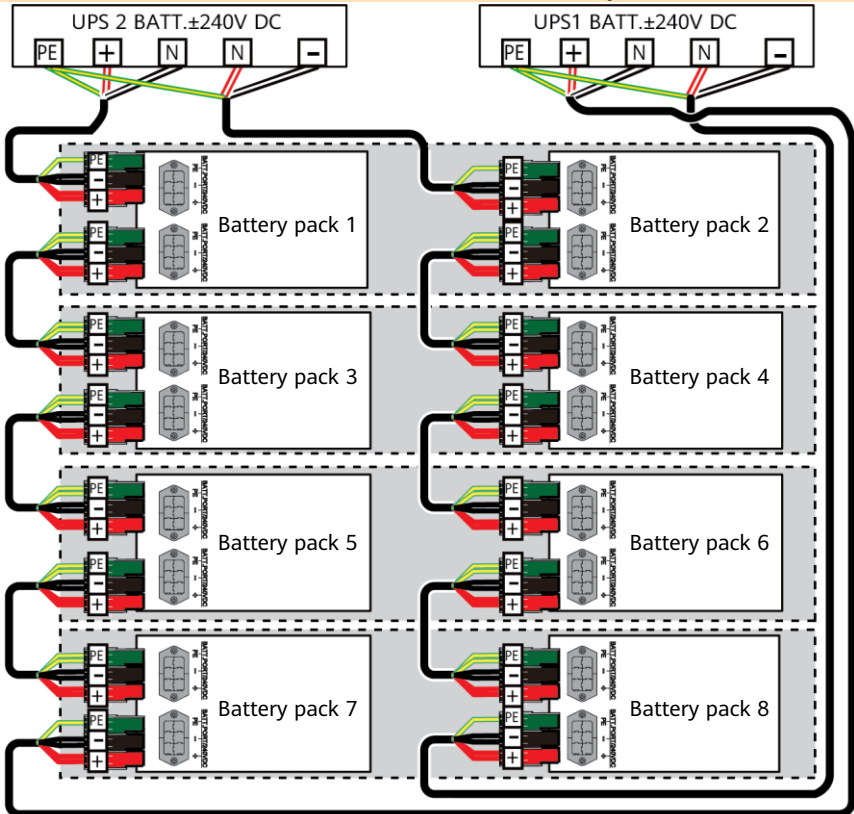 UPS 2 BATT.±240V DC
PE + N N −
UPS1 BATT.±240V DC
PE + N N −
PE
−
+
PE
−
+
Battery pack 1
PE
−
+
PE
−
+
Battery pack 2
PE
−
+
PE
−
+
Battery pack 3
PE
−
+
PE
−
+
Battery pack 4
PE
−
+
PE
−
+
Battery pack 5
PE
−
+
PE
−
+
Battery pack 6
PE
−
+
PE
−
+
Battery pack 7
PE
−
+
PE
−
+
Battery pack 8